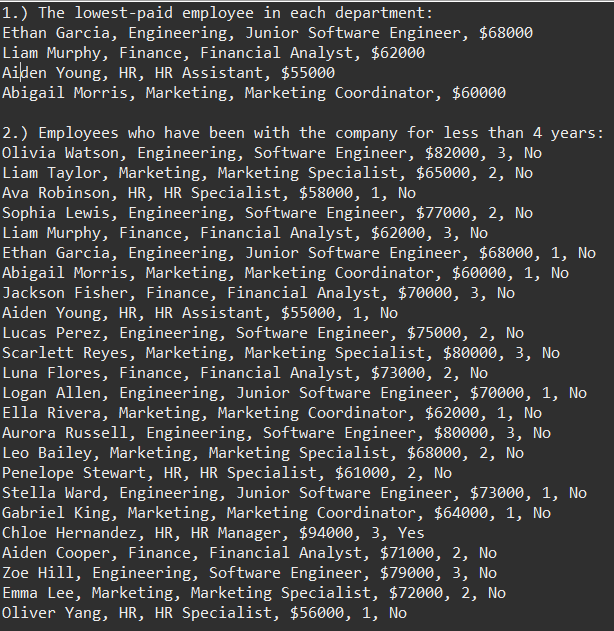 1.) The lowest-paid employee in each department:
Ethan Garcia, Engineering, Junior Software Engineer, $68000
Liam Murphy, Finance, Financial Analyst, $62000
Aiden Young, HR, HR Assistant, $55000
Abigail Morris, Marketing, Marketing Coordinator, $60000

2.) Employees who have been with the company for less than 4 years:
Olivia Watson, Engineering, Software Engineer, $82000, 3, No
Liam Taylor, Marketing, Marketing Specialist, $65000, 2, No
Ava Robinson, HR, HR Specialist, $58000, 1, No
Sophia Lewis, Engineering, Software Engineer, $77000, 2, No
Liam Murphy, Finance, Financial Analyst, $62000, 3, No
Ethan Garcia, Engineering, Junior Software Engineer, $68000, 1, No
Abigail Morris, Marketing, Marketing Coordinator, $60000, 1, No
Jackson Fisher, Finance, Financial Analyst, $70000, 3, No
Aiden Young, HR, HR Assistant, $55000, 1, No
Lucas Perez, Engineering, Software Engineer, $75000, 2, No
Scarlett Reyes, Marketing, Marketing Specialist, $80000, 3, No
Luna Flores, Finance, Financial Analyst, $73000, 2, No
Logan Allen, Engineering, Junior Software Engineer, $70000, 1, No
Ella Rivera, Marketing, Marketing Coordinator, $62000, 1, No
Aurora Russell, Engineering, Software Engineer, $80000, 3, No
Leo Bailey, Marketing, Marketing Specialist, $68000, 2, No
Penelope Stewart, HR, HR Specialist, $61000, 2, No
Stella Ward, Engineering, Junior Software Engineer, $73000, 1, No
Gabriel King, Marketing, Marketing Coordinator, $64000, 1, No
Chloe Hernandez, HR, HR Manager, $94000, 3, Yes
Aiden Cooper, Finance, Financial Analyst, $71000, 2, No
Zoe Hill, Engineering, Software Engineer, $79000, 3, No
Emma Lee, Marketing, Marketing Specialist, $72000, 2, No
Oliver Yang, HR, HR Specialist, $56000, 1, No